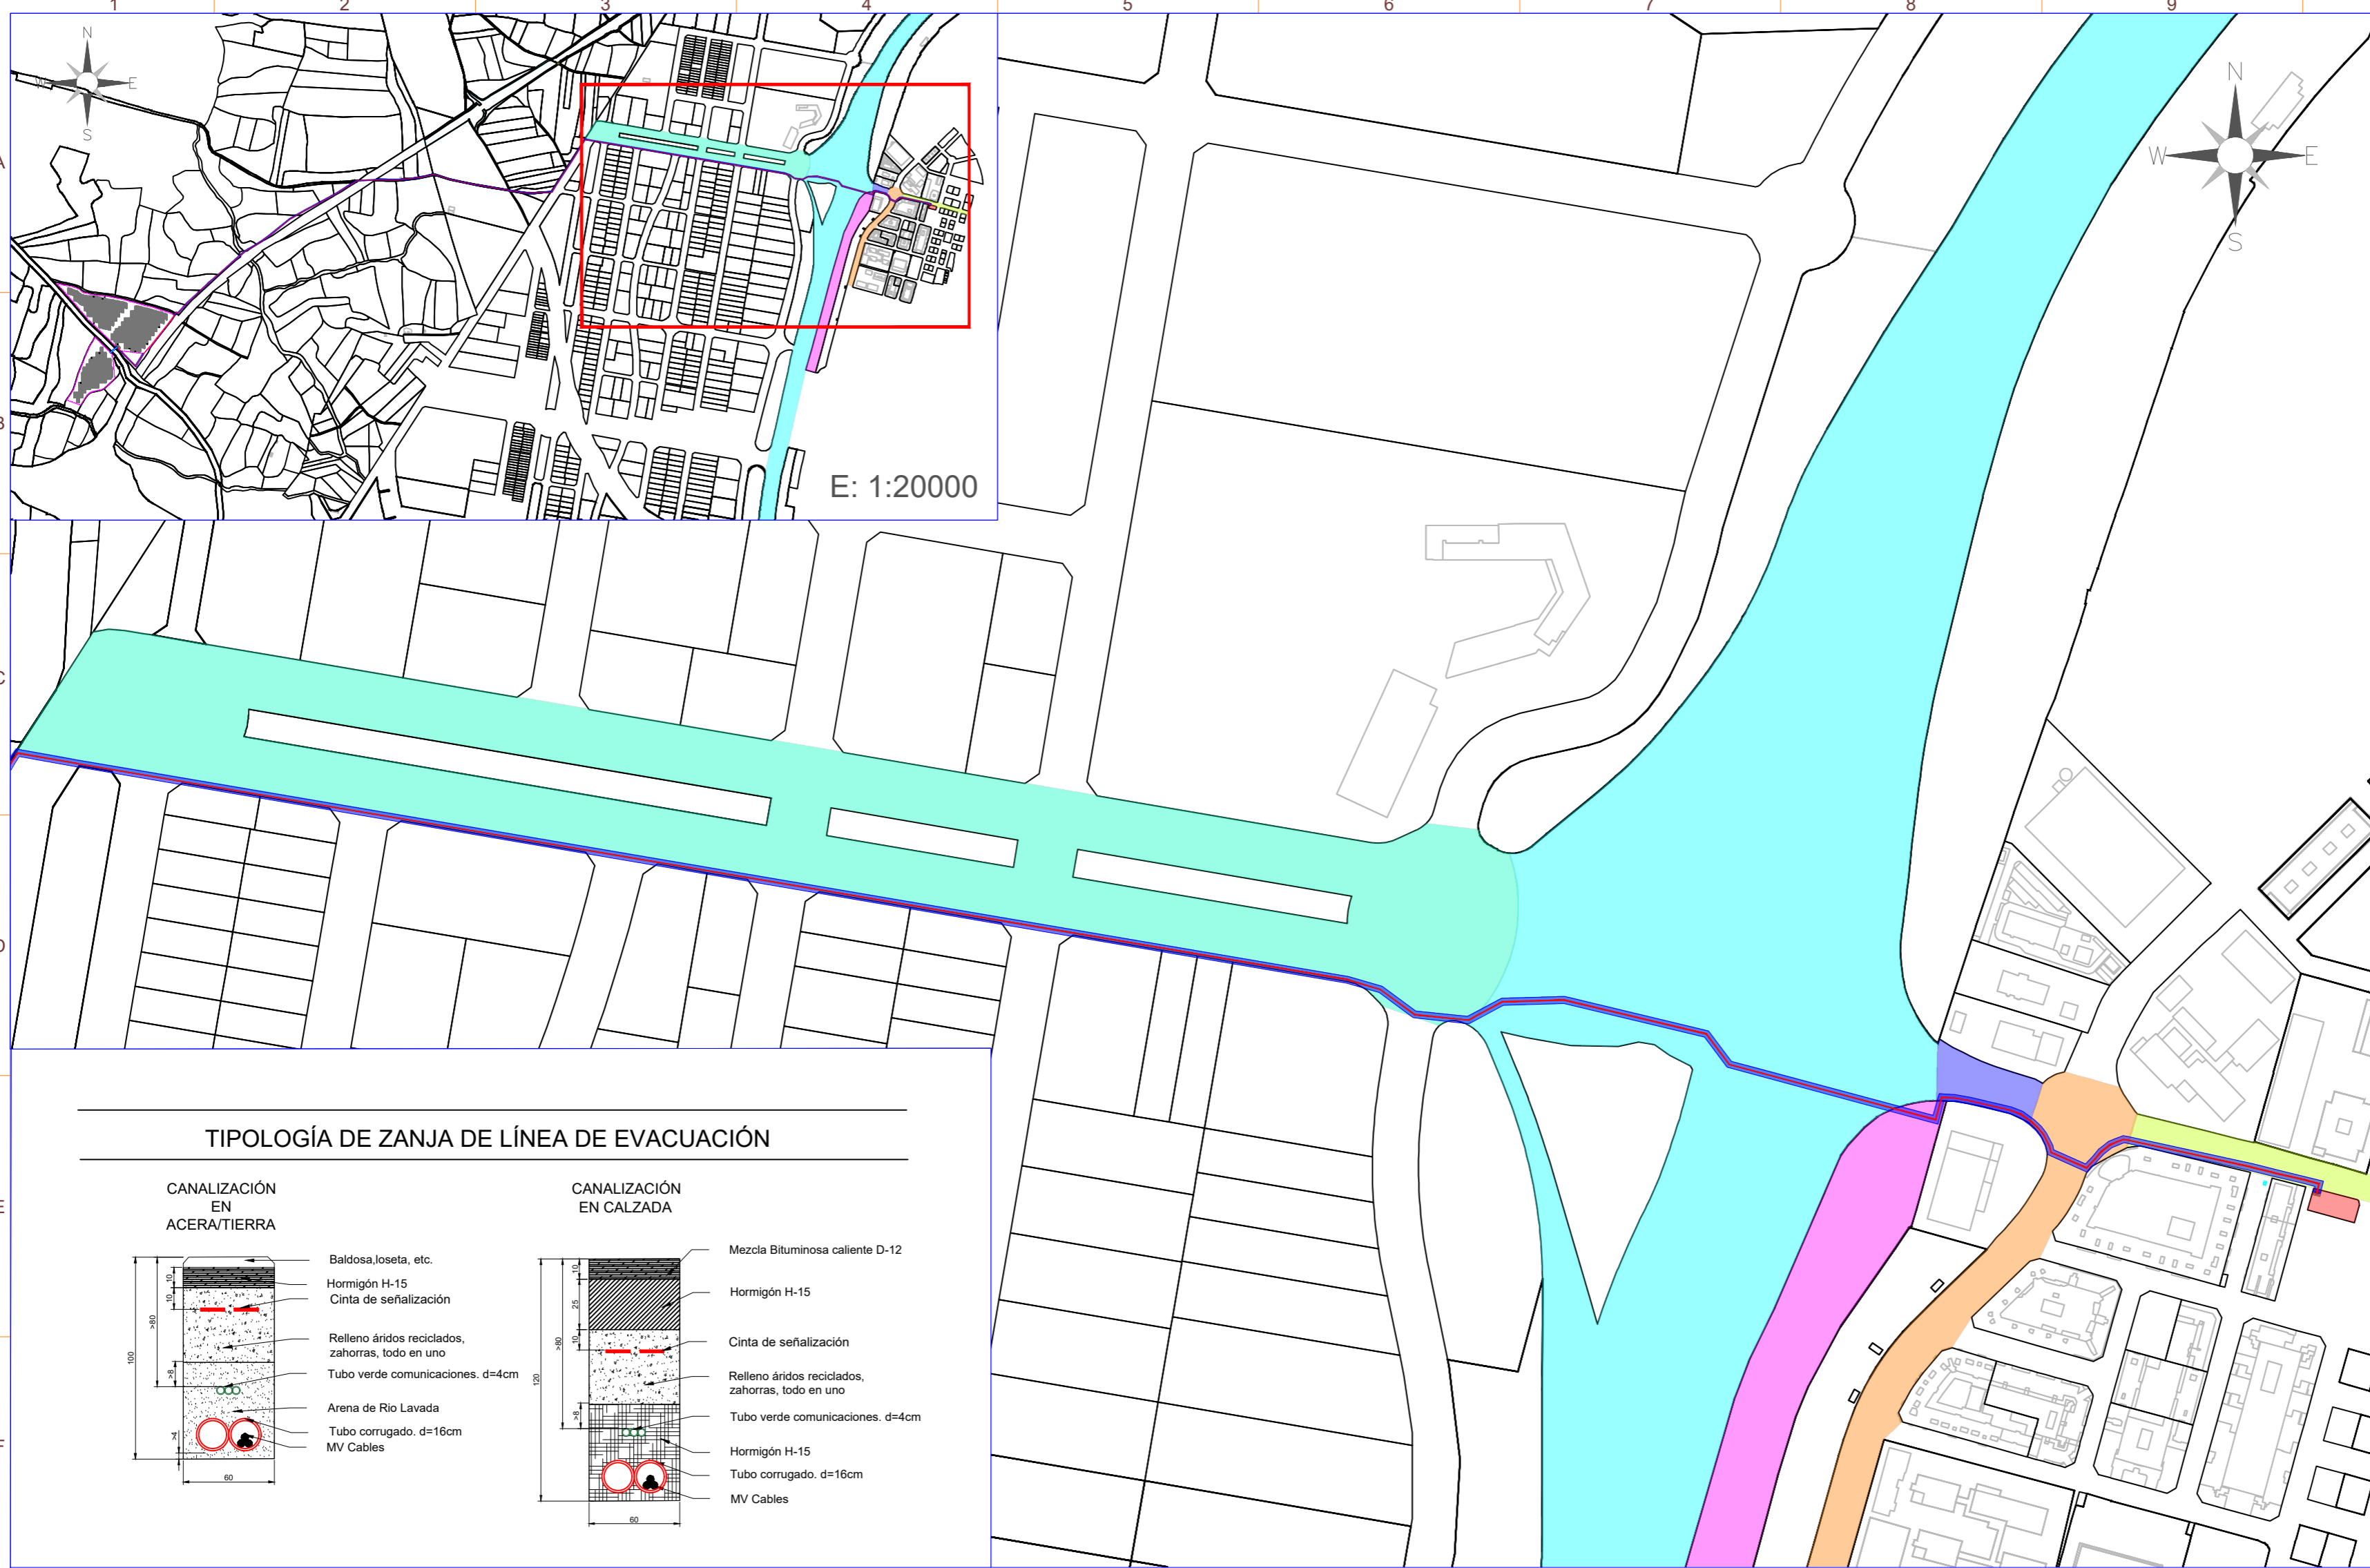 1 2 3 4 5 6 7 8 9
A
B
C
D
E
F
N
W E
S
E: 1:20000
N
W E
S
TIPOLOGÍA DE ZANJA DE LÍNEA DE EVACUACIÓN
CANALIZACIÓN
EN
ACERA/TIERRA
Baldosa,loseta, etc.
Hormigón H-15
Cinta de señalización
Relleno áridos reciclados,
zahorras, todo en uno
Tubo verde comunicaciones. d=4cm
Arena de Rio Lavada
Tubo corrugado. d=16cm
MV Cables
10
10
>80
100
>8
>4
60
CANALIZACIÓN
EN CALZADA
Mezcla Bituminosa caliente D-12
Hormigón H-15
Cinta de señalización
Relleno áridos reciclados,
zahorras, todo en uno
Tubo verde comunicaciones. d=4cm
Hormigón H-15
Tubo corrugado. d=16cm
MV Cables
10
25
10
>80
120
>8
60